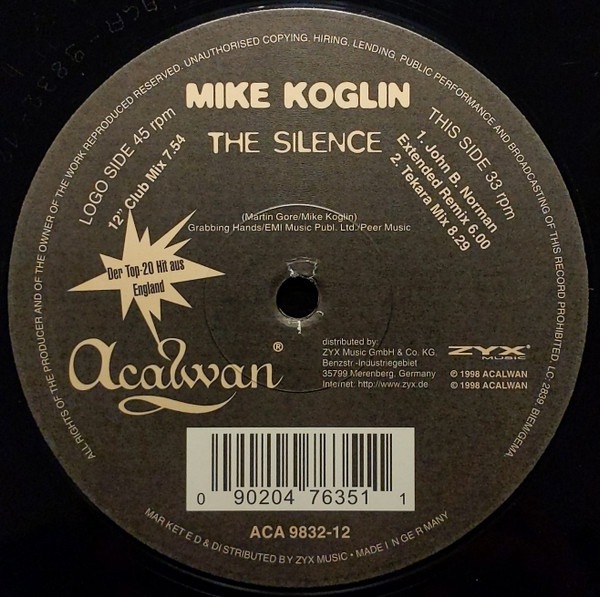 ALL RIGHTS OF THE PRODUCER AND OF THE OWNER OF THE WORK REPRODUCED RESERVED. UNAUTHORISED COPYING, HIRING, LENDING, PUBLIC PERFORMANCE AND BROADCASTING OF THIS RECORD PROHIBITED. LC 2839. BIEM/GEMA.
MIKE KOGLIN
THE SILENCE
LOGO SIDE 45 rpm
12" Club Mix 7.54
THIS SIDE 33 rpm
1. John B. Norman
Extended Remix 6.00
2. Tekara Mix 8.29
(Martin Gore/Mike Koglin)
Grabbing Hands/EMI Music Publ. Ltd./Peer Music
Der Top-20 Hit aus
England
acalwan®
distributed by:
ZYX Music GmbH & Co. KG.
Benzstr.-Industriegebiet
35799 Merenberg, Germany
Internet: http://www.zyx.de
ZYX®
MUSIC
℗ 1998 ACALWAN
© 1998 ACALWAN
0 90204 76351 1
ACA 9832-12
MARKETED & DISTRIBUTED BY ZYX MUSIC • MADE IN GERMANY